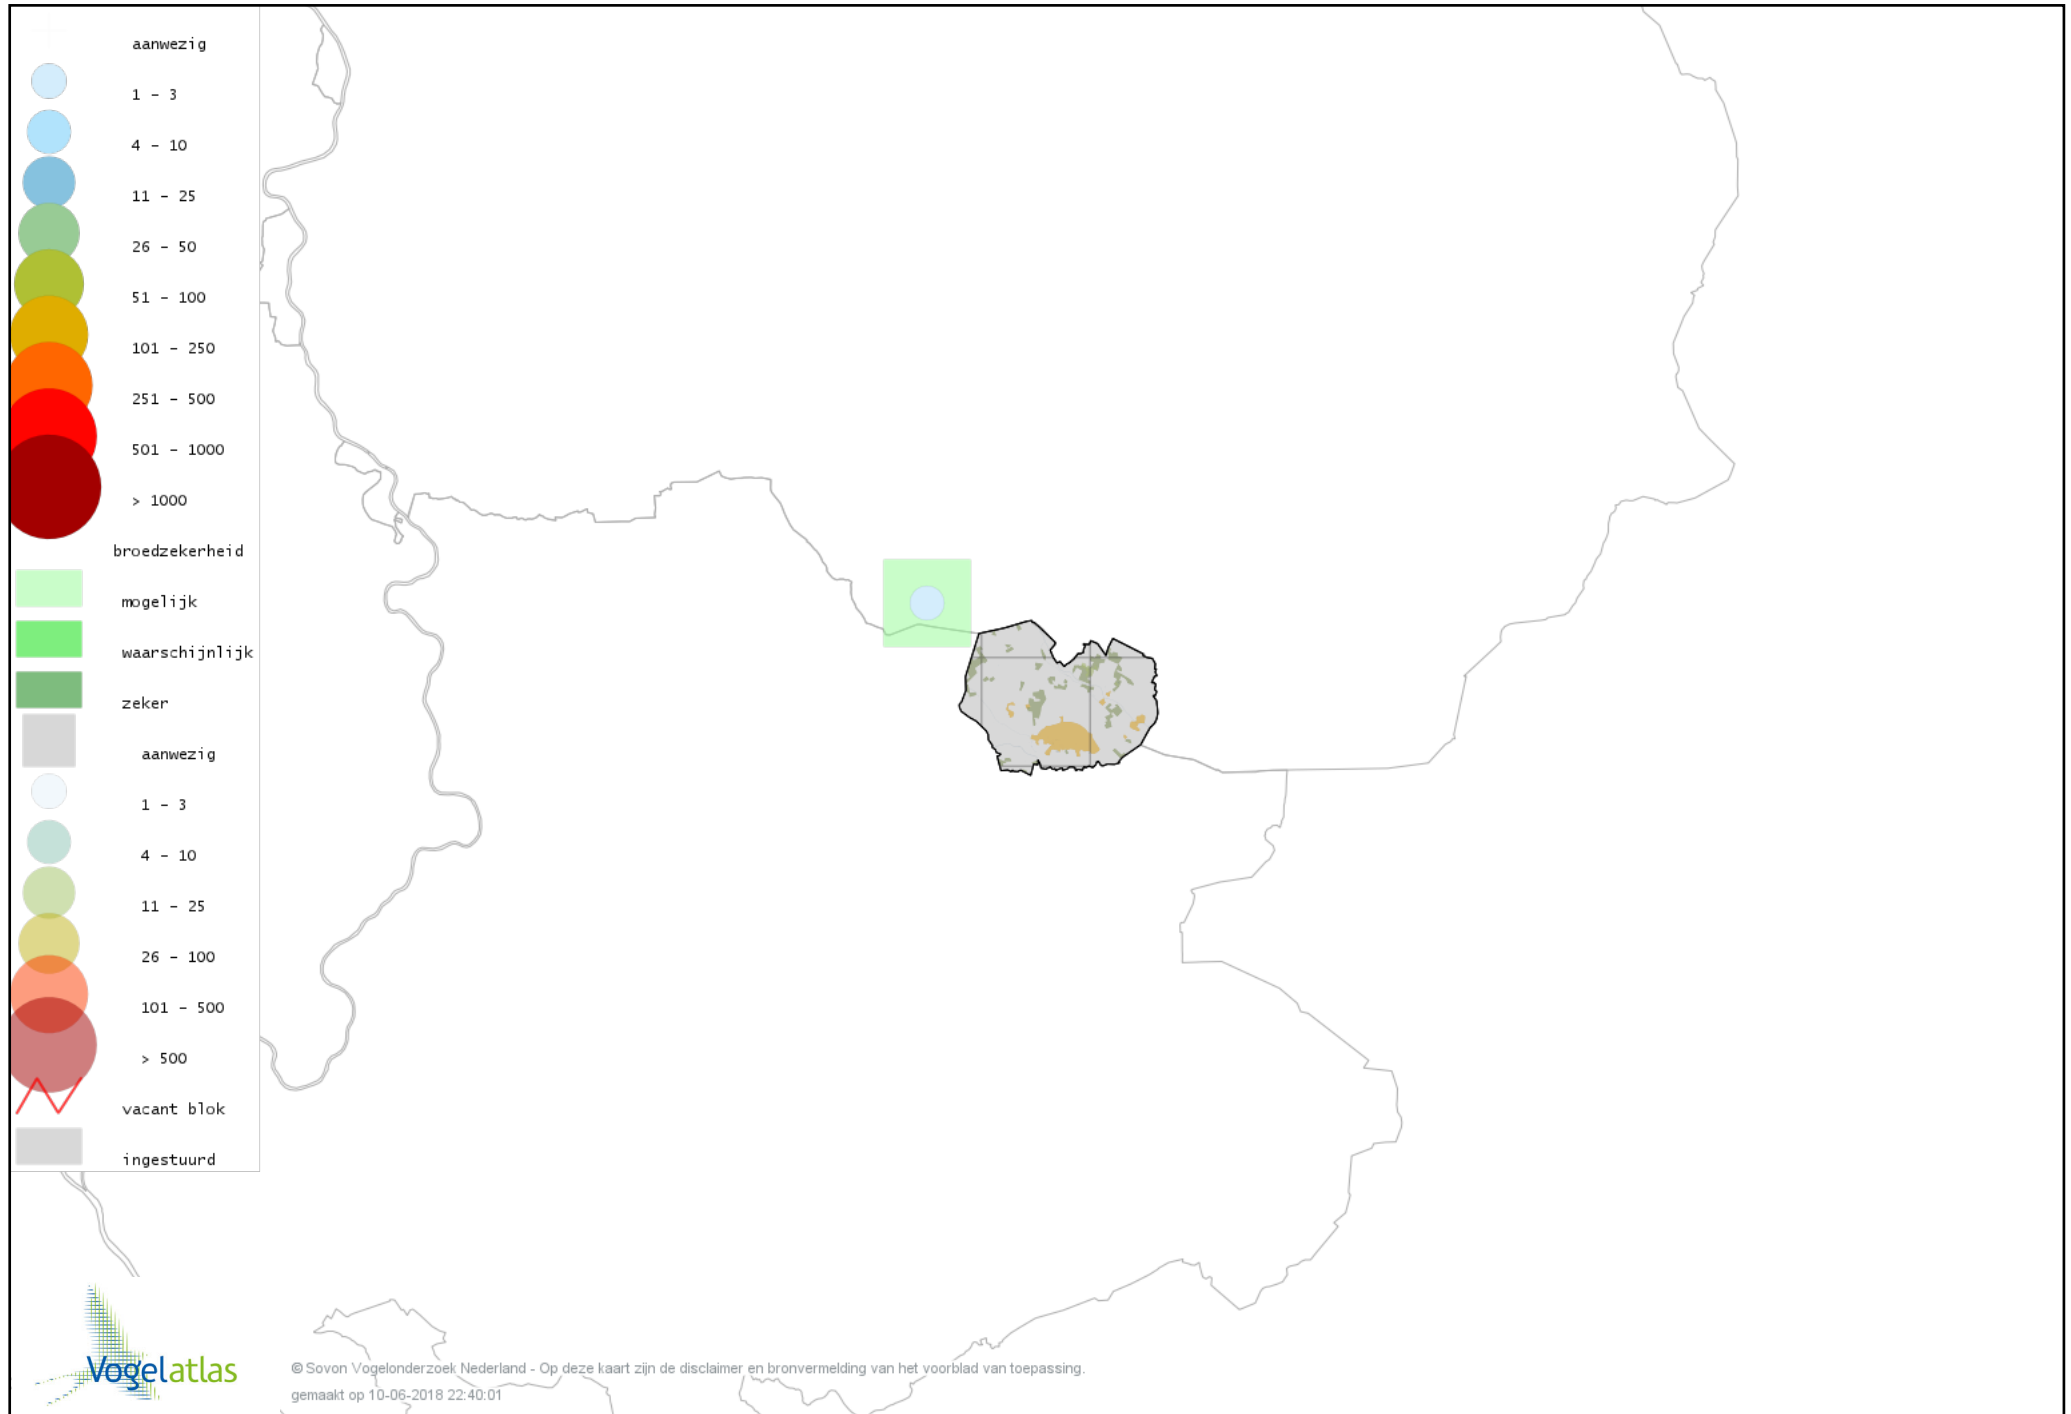 aanwezig
1 – 3
4 – 10
11 – 25
26 – 50
51 – 100
101 – 250
251 – 500
501 – 1000
> 1000
broedzekerheid
mogelijk
waarschijnlijk
zeker
aanwezig
1 – 3
4 – 10
11 – 25
26 – 100
101 – 500
> 500
vacant blok
ingestuurd
Vogelatlas
© Sovon Vogelonderzoek Nederland - Op deze kaart zijn de disclaimer en bronvermelding van het voorblad van toepassing.
gemaakt op 10-06-2018 22:40:01